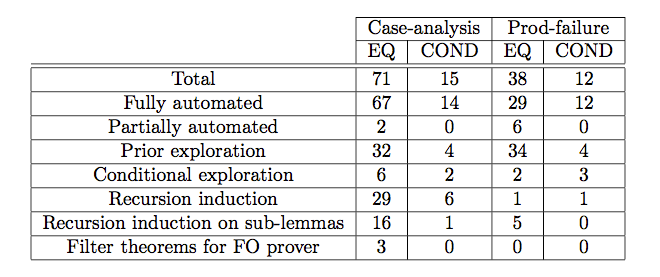 Case-analysis Prod-failure
EQ COND EQ COND
Total 71 15 38 12
Fully automated 67 14 29 12
Partially automated 2 0 6 0
Prior exploration 32 4 34 4
Conditional exploration 6 2 2 3
Recursion induction 29 6 1 1
Recursion induction on sub-lemmas 16 1 5 0
Filter theorems for FO prover 3 0 0 0